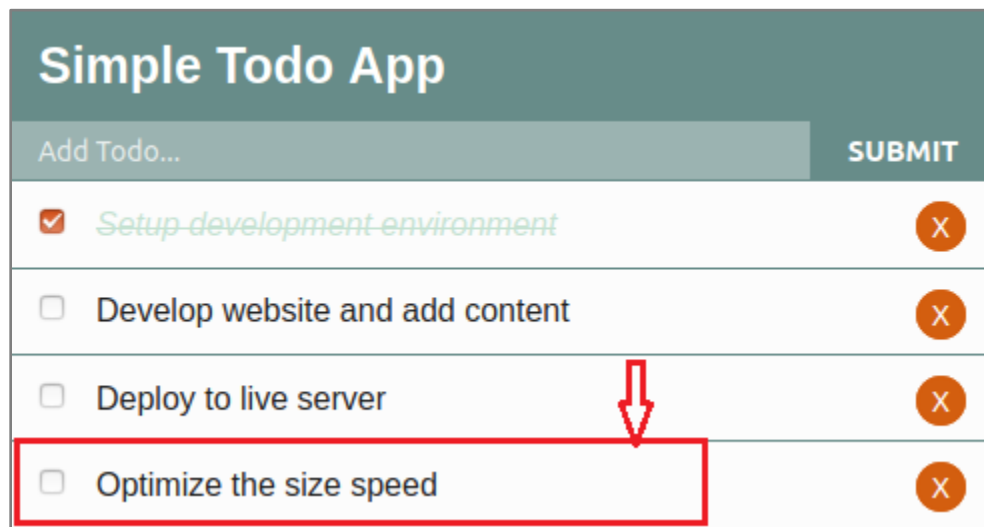 Simple Todo App
Add Todo... SUBMIT
Setup development environment X
Develop website and add content X
Deploy to live server X
Optimize the size speed X